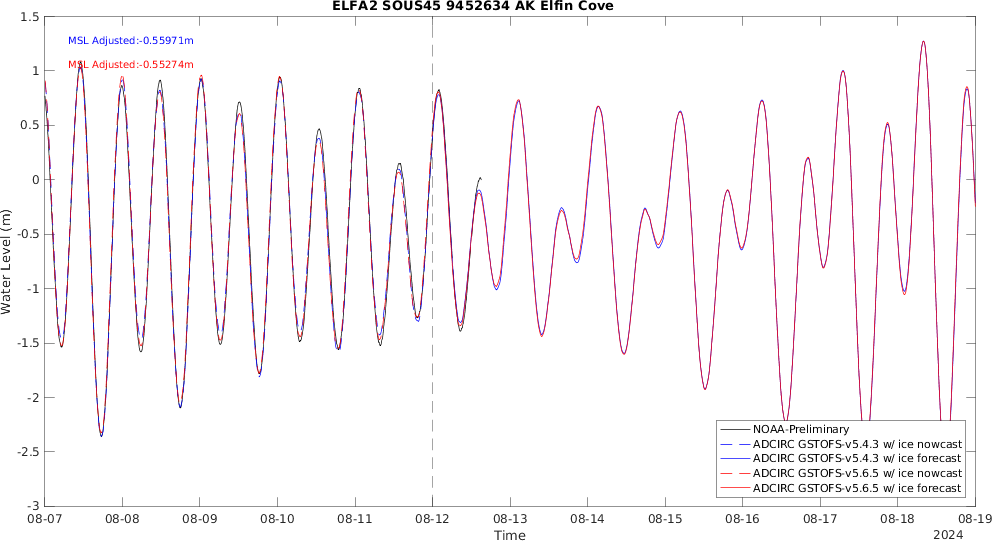 ELFA2 SOUS45 9452634 AK Elfin Cove
MSL Adjusted:-0.55971m
MSL Adjusted:-0.55274m
Water Level (m)
1.5
1
0.5
0
-0.5
-1
-1.5
-2
-2.5
-3
NOAA-Preliminary
ADCIRC GSTOFS-v5.4.3 w/ ice nowcast
ADCIRC GSTOFS-v5.4.3 w/ ice forecast
ADCIRC GSTOFS-v5.6.5 w/ ice nowcast
ADCIRC GSTOFS-v5.6.5 w/ ice forecast
08-07 08-08 08-09 08-10 08-11 08-12 08-13 08-14 08-15 08-16 08-17 08-18 08-19
Time
2024